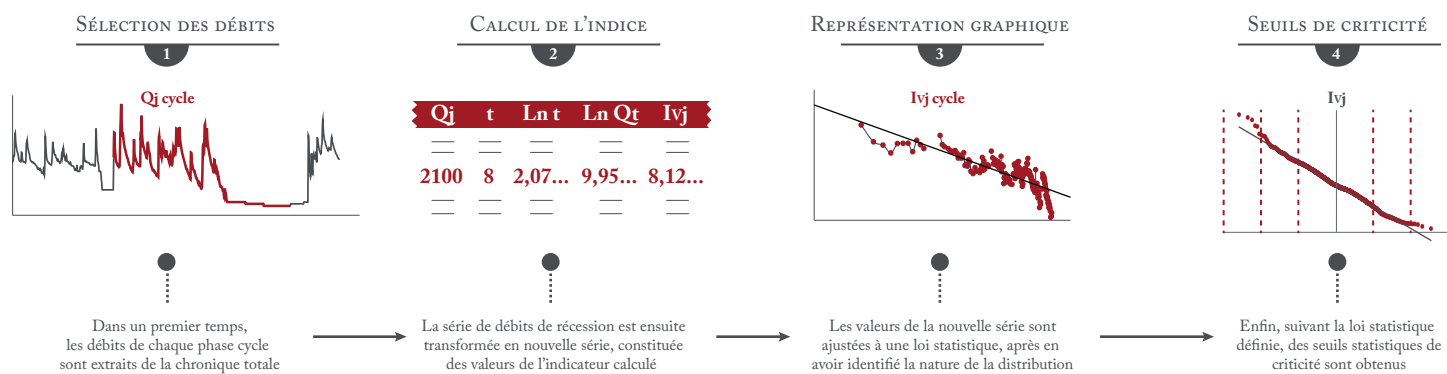 Sélection des débits
1
Qj cycle
Dans un premier temps,
les débits de chaque phase cycle
sont extraits de la chronique totale
Calcul de l'indice
2
Qj t Ln t Ln Qt Ivj
2100 8 2,07... 9,95... 8,12...
La série de débits de récession est ensuite
transformée en nouvelle série, constituée
des valeurs de l'indicateur calculé
Représentation graphique
3
Ivj cycle
Les valeurs de la nouvelle série sont
ajustées à une loi statistique, après en
avoir identifié la nature de la distribution
Seuils de criticité
4
Ivj
Enfin, suivant la loi statistique
définie, des seuils statistiques de
criticité sont obtenus